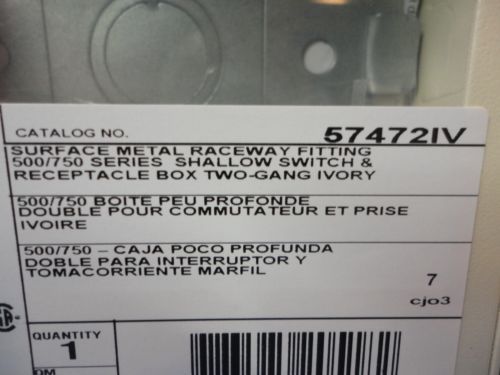 CATALOG NO. 57472IV
SURFACE METAL RACEWAY FITTING
500/750 SERIES SHALLOW SWITCH &
RECEPTACLE BOX TWO-GANG IVORY
500/750 BOITE PEU PROFONDE
DOUBLE POUR COMMUTATEUR ET PRISE
IVOIRE
500/750 – CAJA POCO PROFUNDA
DOBLE PARA INTERRUPTOR Y
TOMACORRIENTE MARFIL
7
cjo3
QUANTITY
1